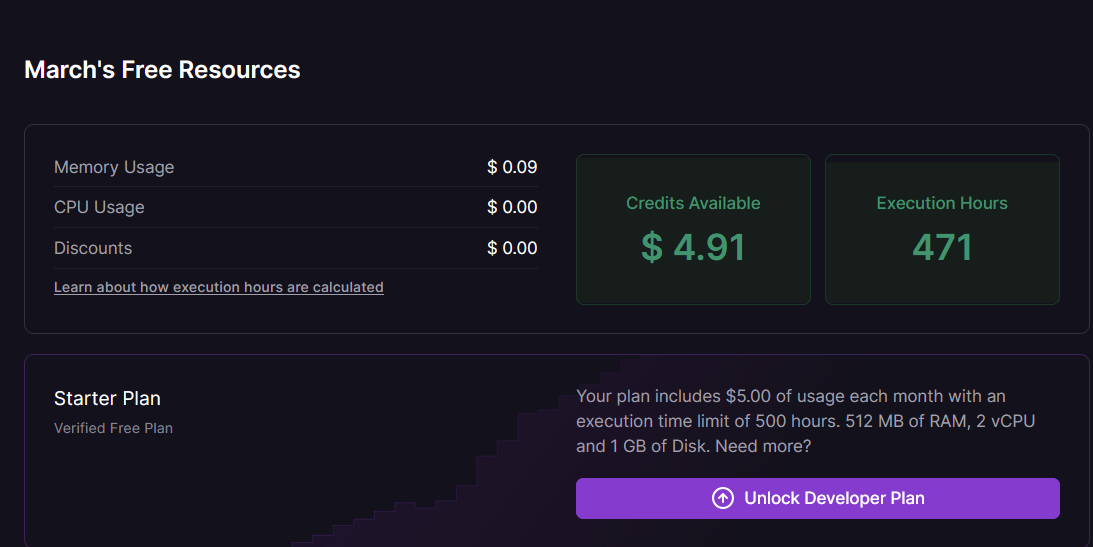 March's Free Resources
Memory Usage $ 0.09
CPU Usage $ 0.00
Discounts $ 0.00
Learn about how execution hours are calculated
Credits Available
$ 4.91
Execution Hours
471
Starter Plan
Verified Free Plan
Your plan includes $5.00 of usage each month with an
execution time limit of 500 hours. 512 MB of RAM, 2 vCPU
and 1 GB of Disk. Need more?
Unlock Developer Plan